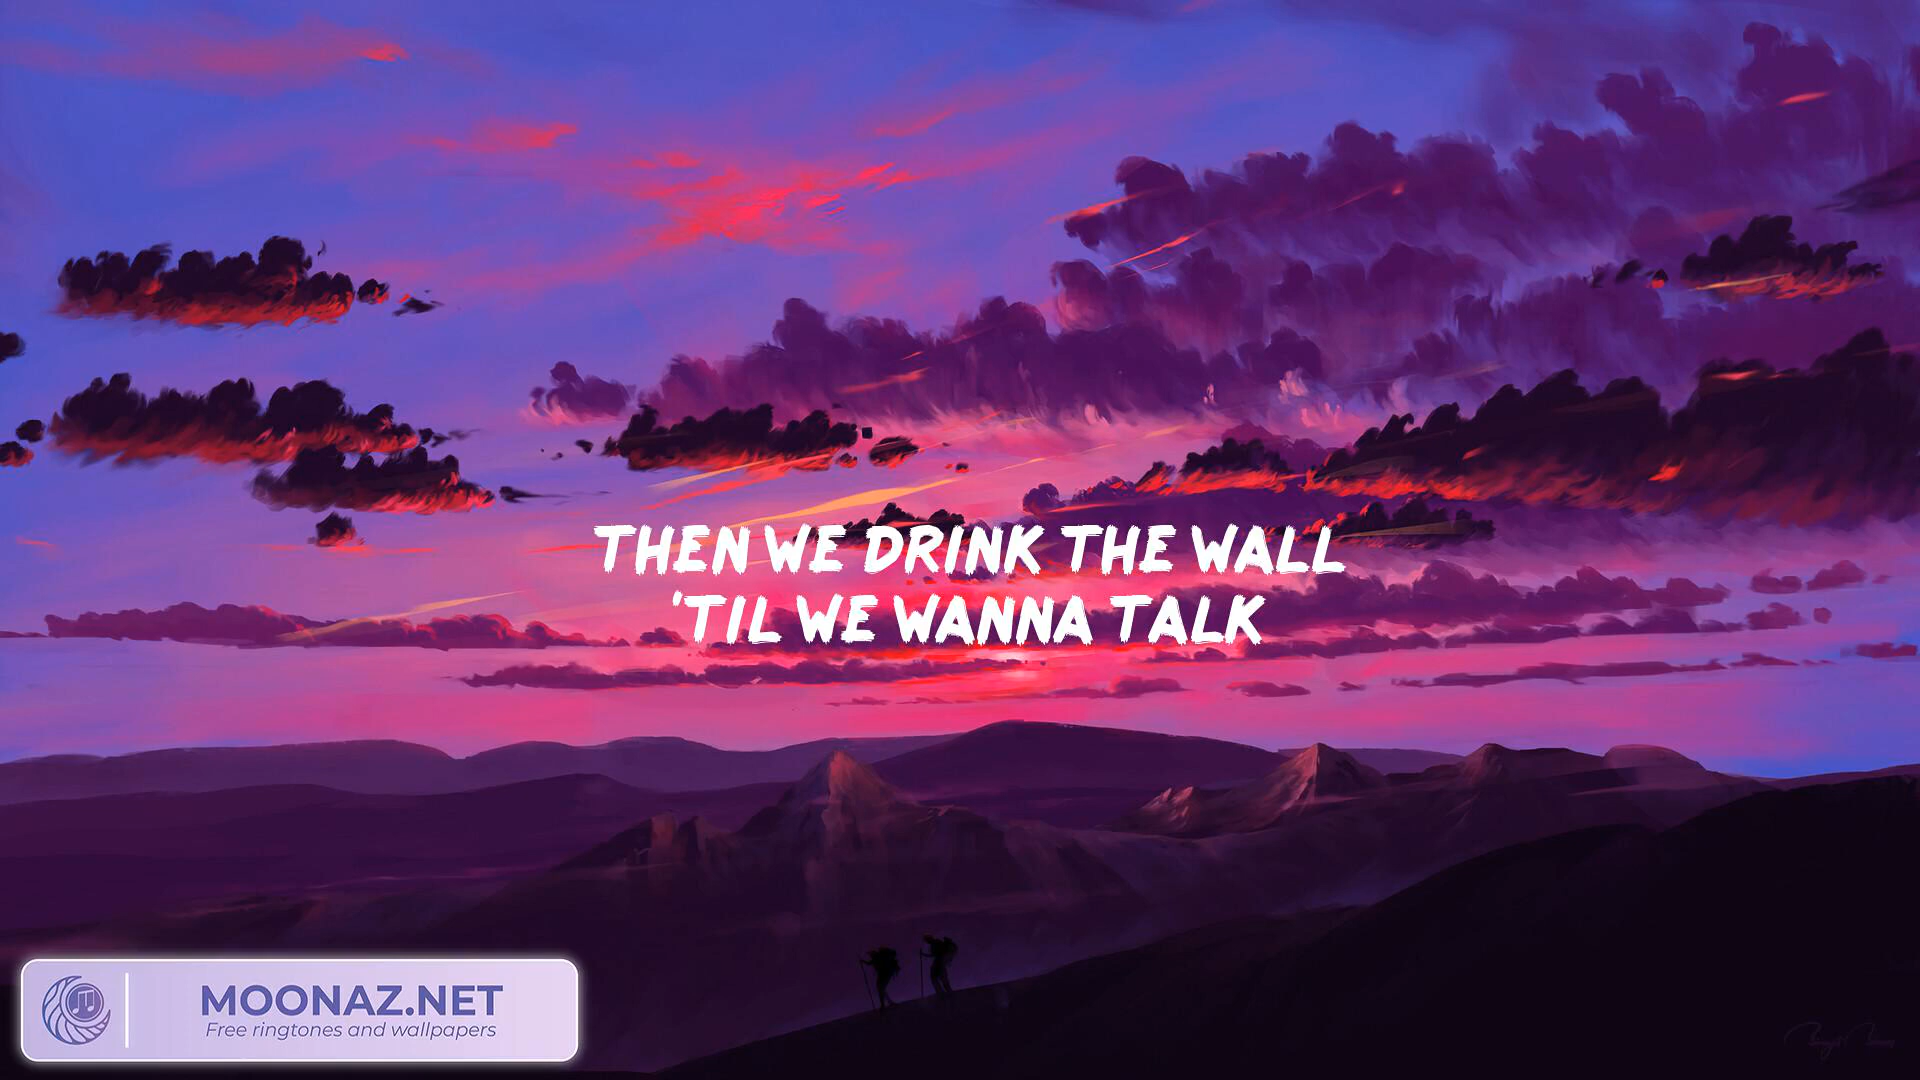 THEN WE DRINK THE WALL
'TIL WE WANNA TALK
MOONAZ.NET
Free ringtones and wallpapers